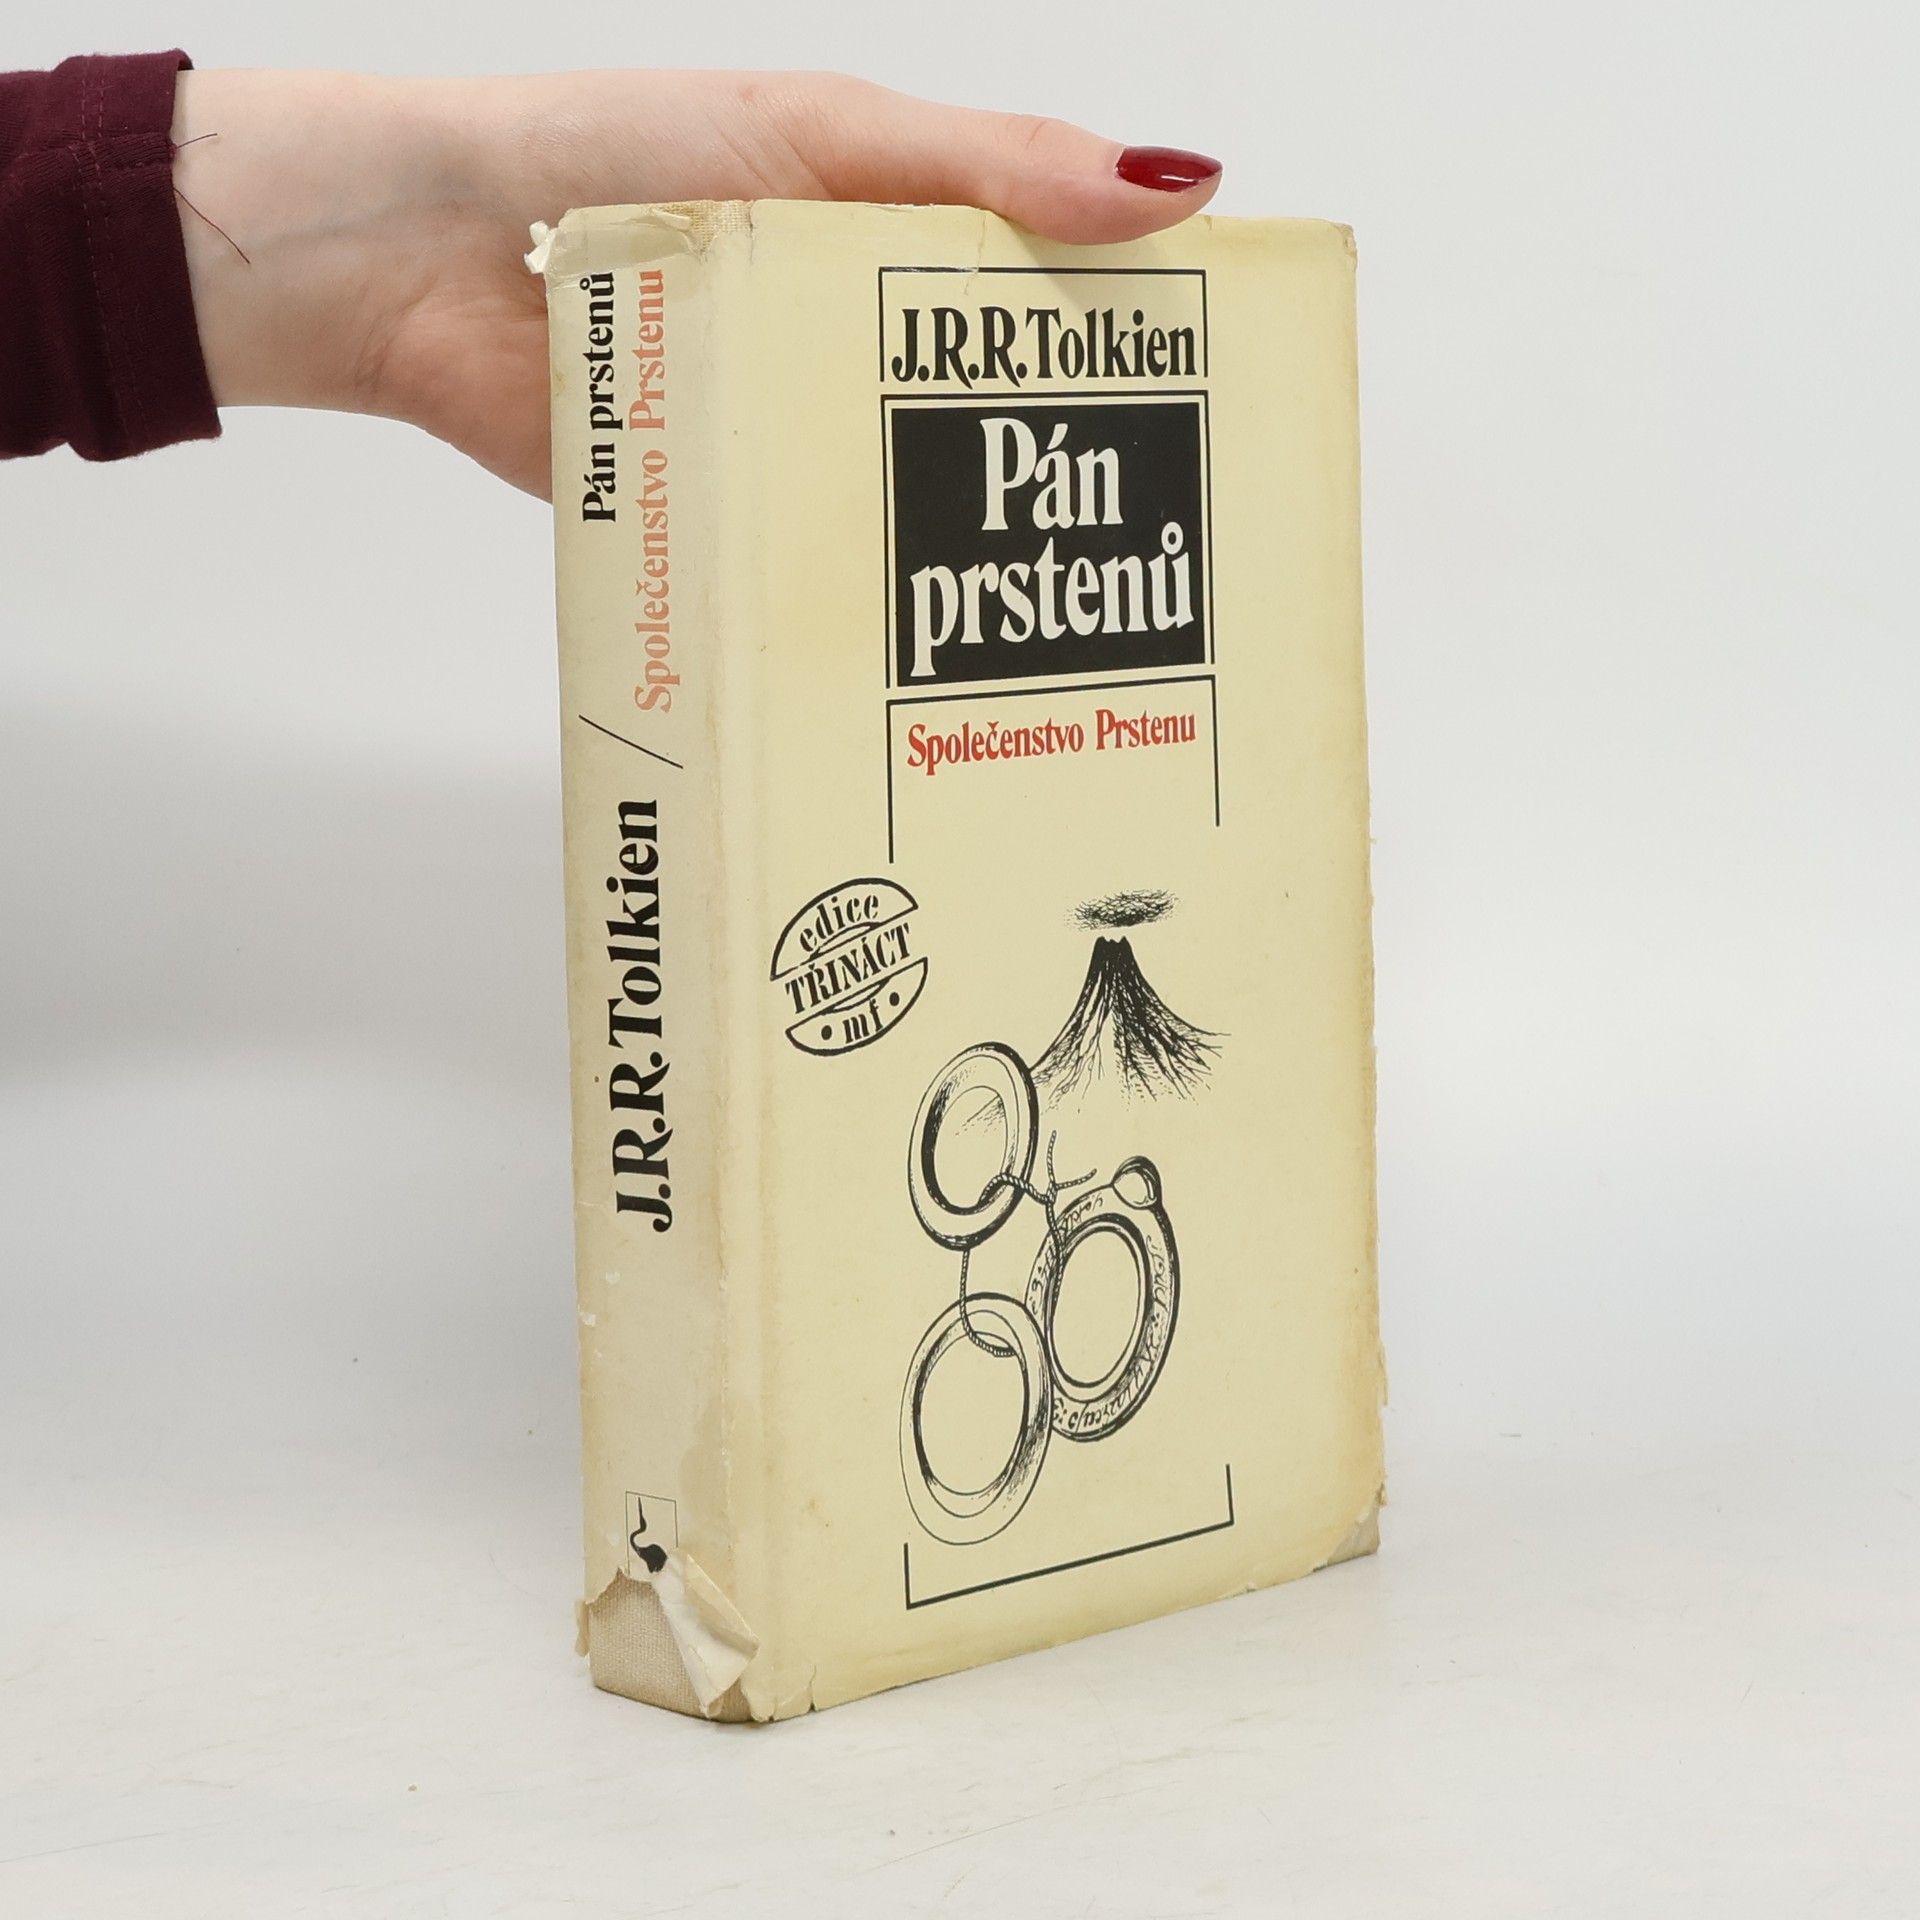 Pán prstenů
Společenstvo Prstenu
J.R.R.Tolkien /
J.R.R.Tolkien
Pán
prstenů
Společenstvo Prstenu
edice
TŘINÁCT
• mf •